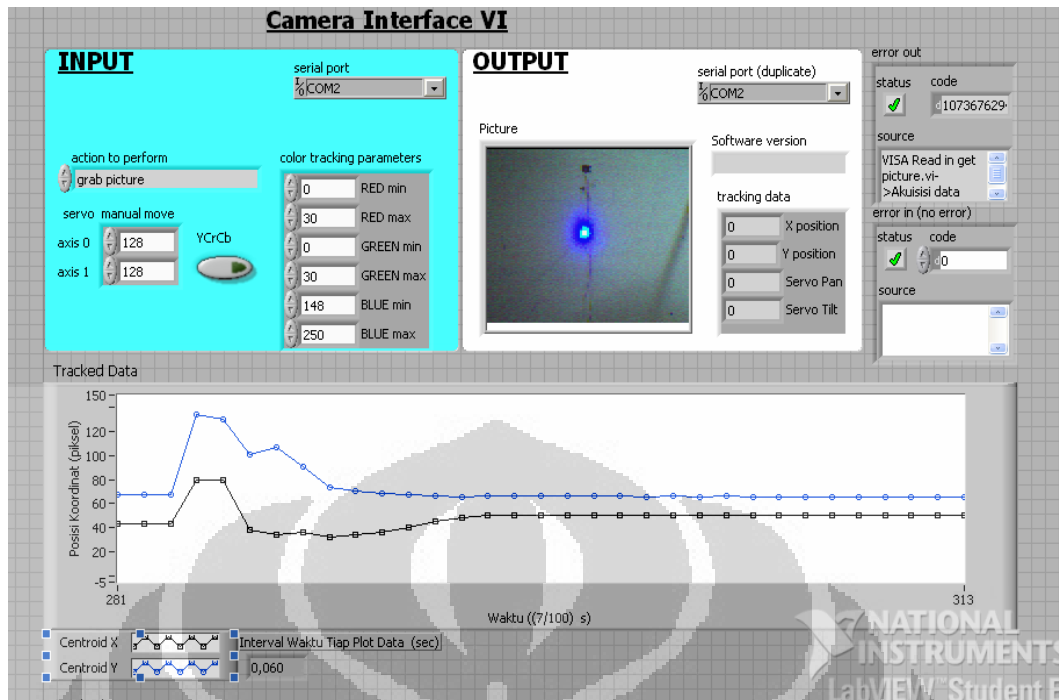 Camera Interface VI
INPUT
serial port
COM2
action to perform
grab picture
servo manual move
axis 0 128
axis 1 128
YCrCb
color tracking parameters
0 RED min
30 RED max
0 GREEN min
30 GREEN max
148 BLUE min
250 BLUE max
OUTPUT
serial port (duplicate)
COM2
Picture
Software version
tracking data
0 X position
0 Y position
0 Servo Pan
0 Servo Tilt
error out
status code
d 107367629
source
VISA Read in get
picture.vi-
>Akuisisi data
error in (no error)
status code
d 0
source
Tracked Data
Posisi Koordinat (piksel)
150
120
100
80
60
40
20
-5
281
313
Waktu ((7/100) s)
Centroid X
Centroid Y
Interval Waktu Tiap Plot Data (sec)
0,060
NATIONAL
INSTRUMENTS
LabVIEW™ Student